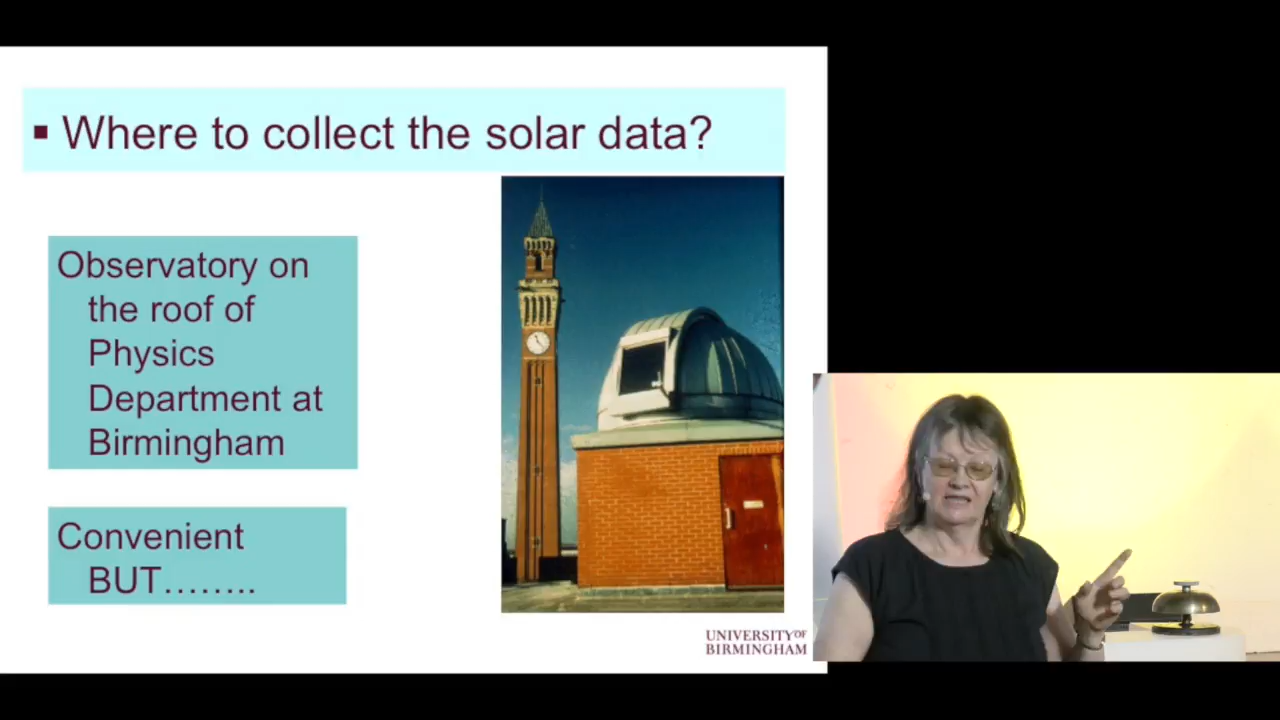 ▪ Where to collect the solar data?
Observatory on
the roof of
Physics
Department at
Birmingham
Convenient
BUT........
UNIVERSITY OF
BIRMINGHAM